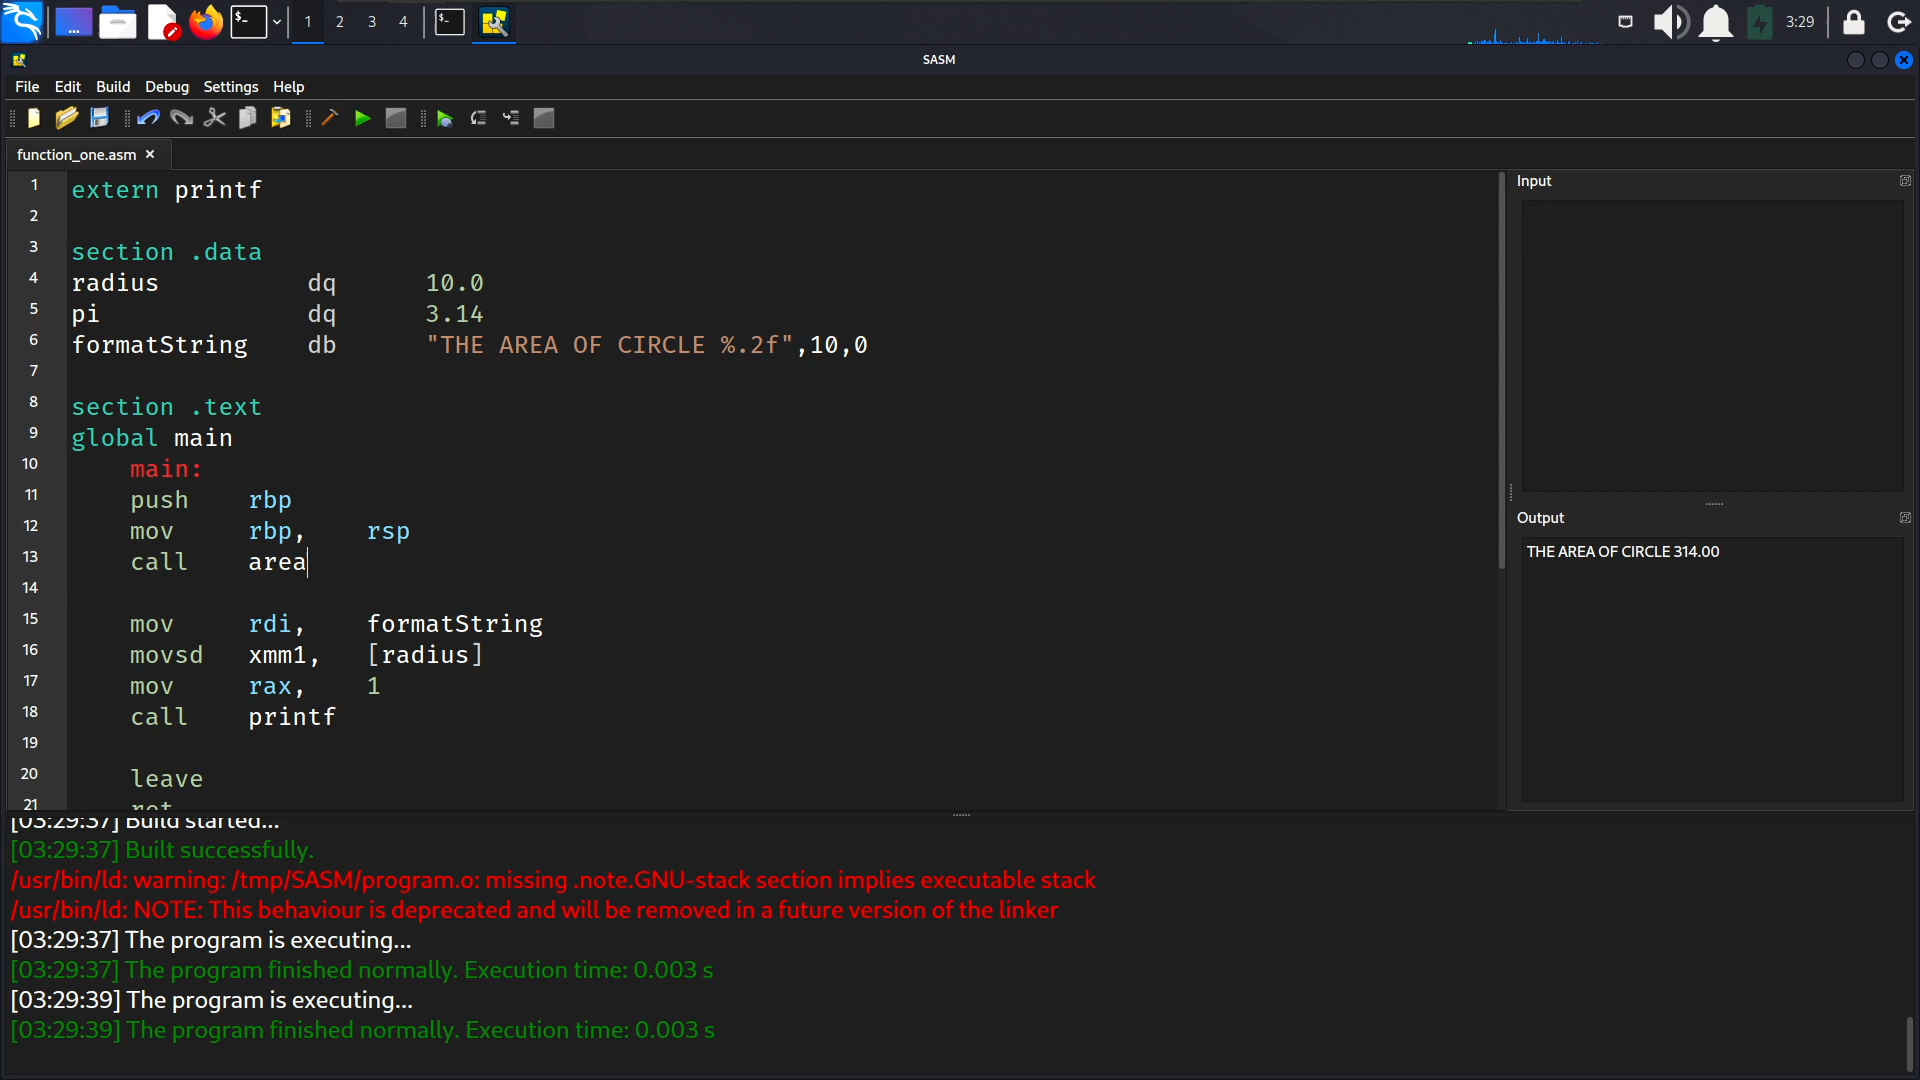 1 2 3 4 3:29
SASM
File Edit Build Debug Settings Help
function_one.asm
1 extern printf
2
3 section .data
4 radius dq 10.0
5 pi dq 3.14
6 formatString db "THE AREA OF CIRCLE %.2f",10,0
7
8 section .text
9 global main
10 main:
11 push rbp
12 mov rbp, rsp
13 call area
14
15 mov rdi, formatString
16 movsd xmm1, [radius]
17 mov rax, 1
18 call printf
19
20 leave
21 ret
Input
Output
THE AREA OF CIRCLE 314.00
[03:29:37] Build started...
[03:29:37] Built successfully.
/usr/bin/ld: warning: /tmp/SASM/program.o: missing .note.GNU-stack section implies executable stack
/usr/bin/ld: NOTE: This behaviour is deprecated and will be removed in a future version of the linker
[03:29:37] The program is executing...
[03:29:37] The program finished normally. Execution time: 0.003 s
[03:29:39] The program is executing...
[03:29:39] The program finished normally. Execution time: 0.003 s